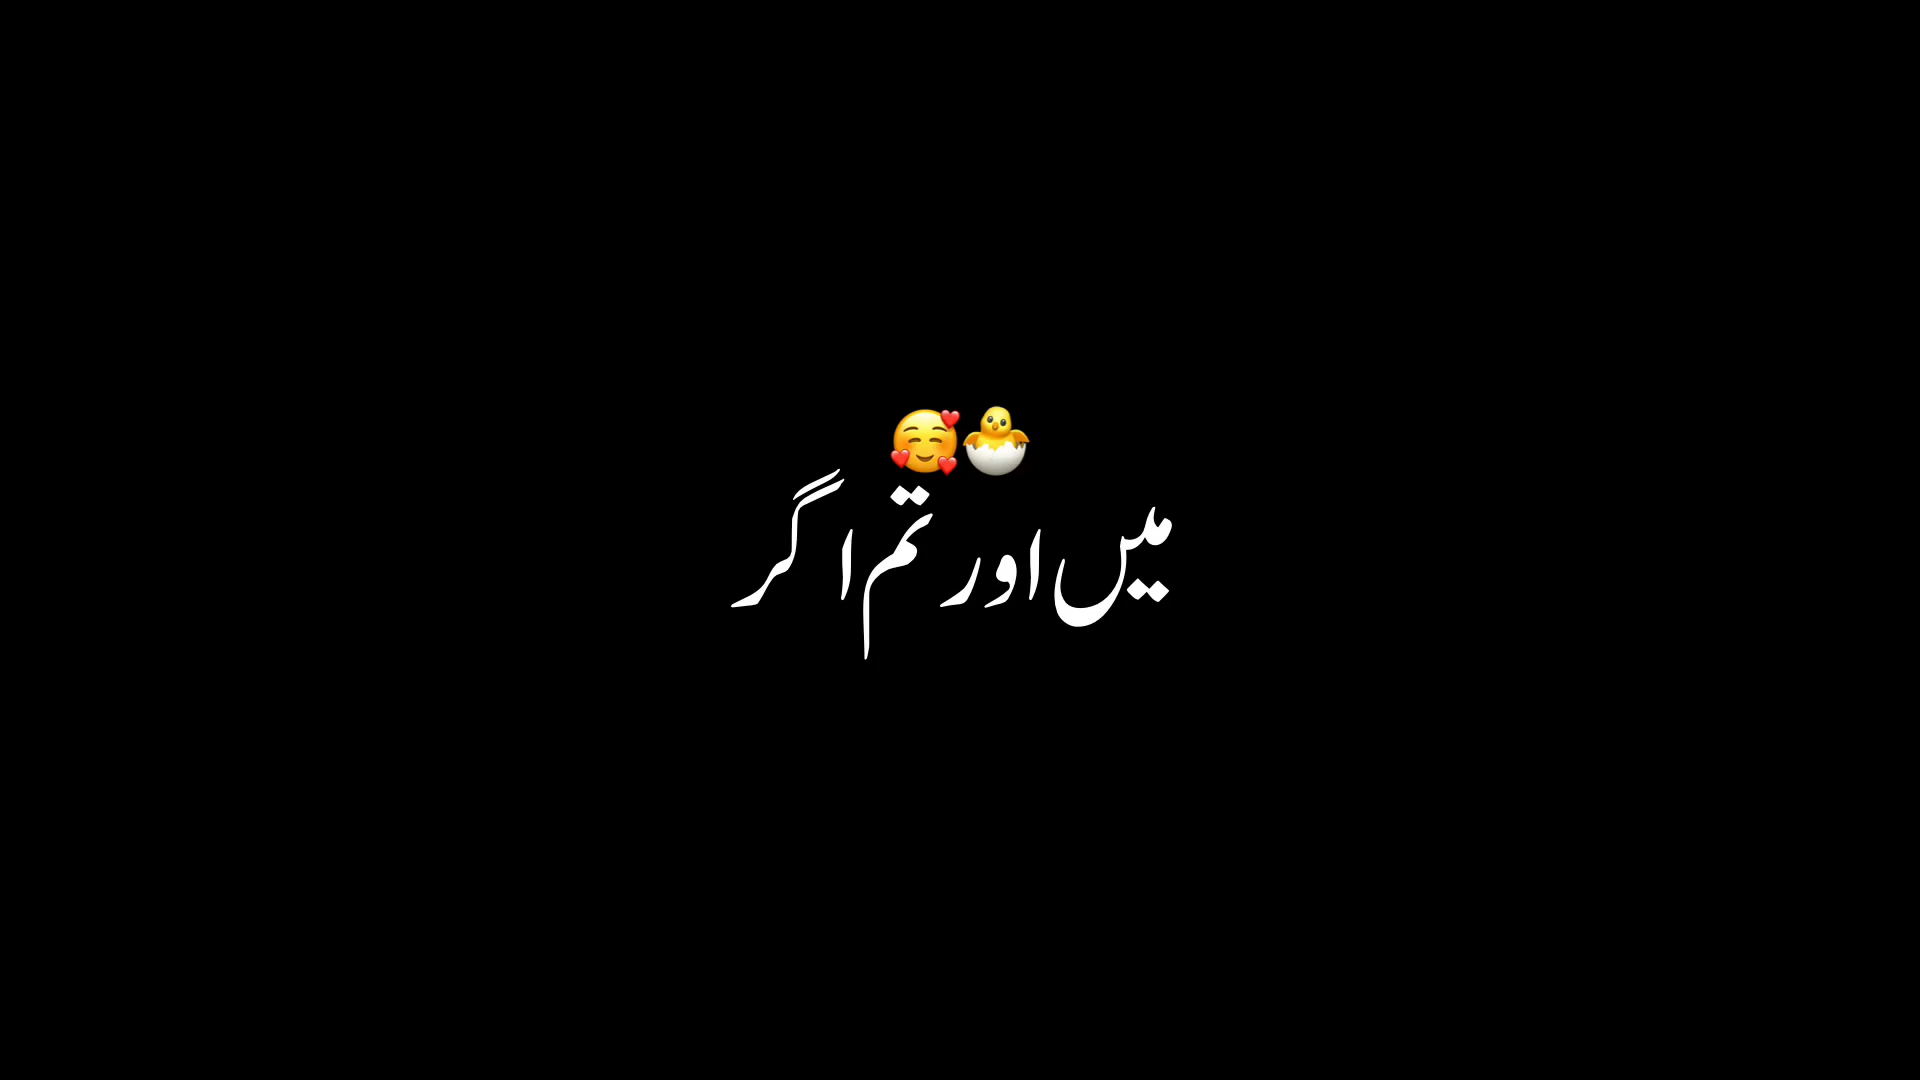 🥰🐣
میں اور تم اگر